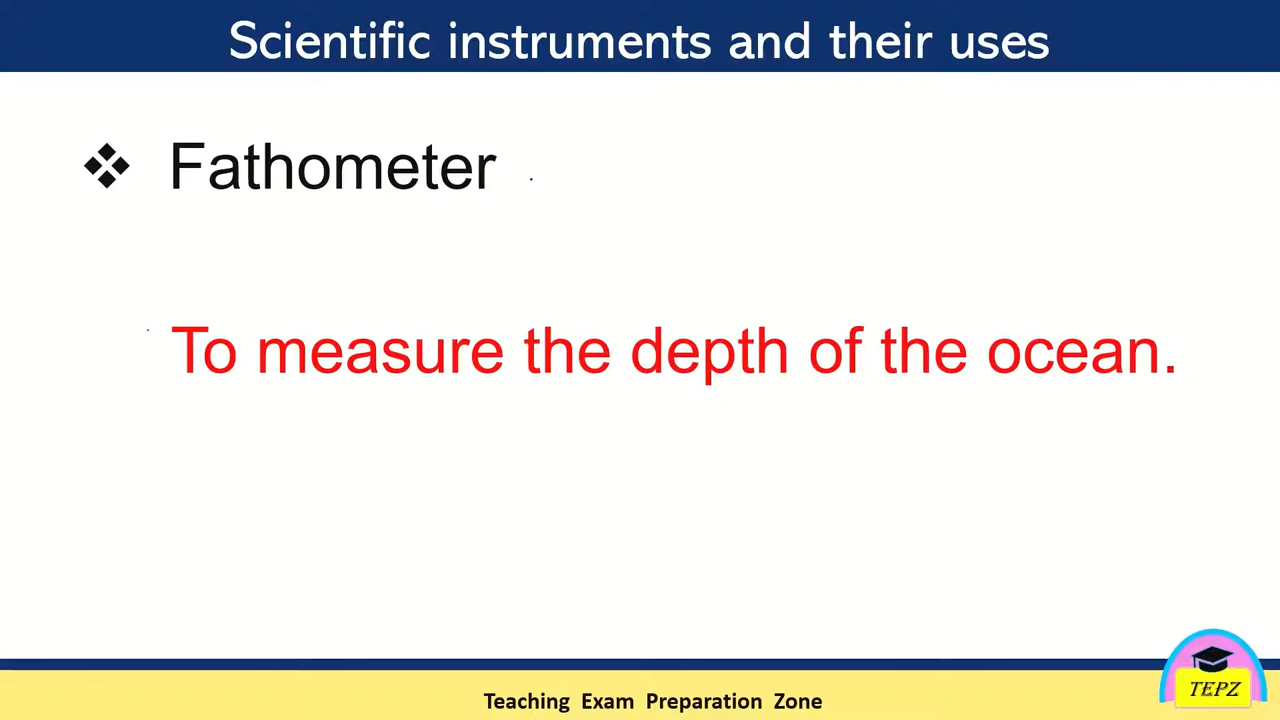 Scientific instruments and their uses
❖ Fathometer
To measure the depth of the ocean.
Teaching Exam Preparation Zone
TEPZ